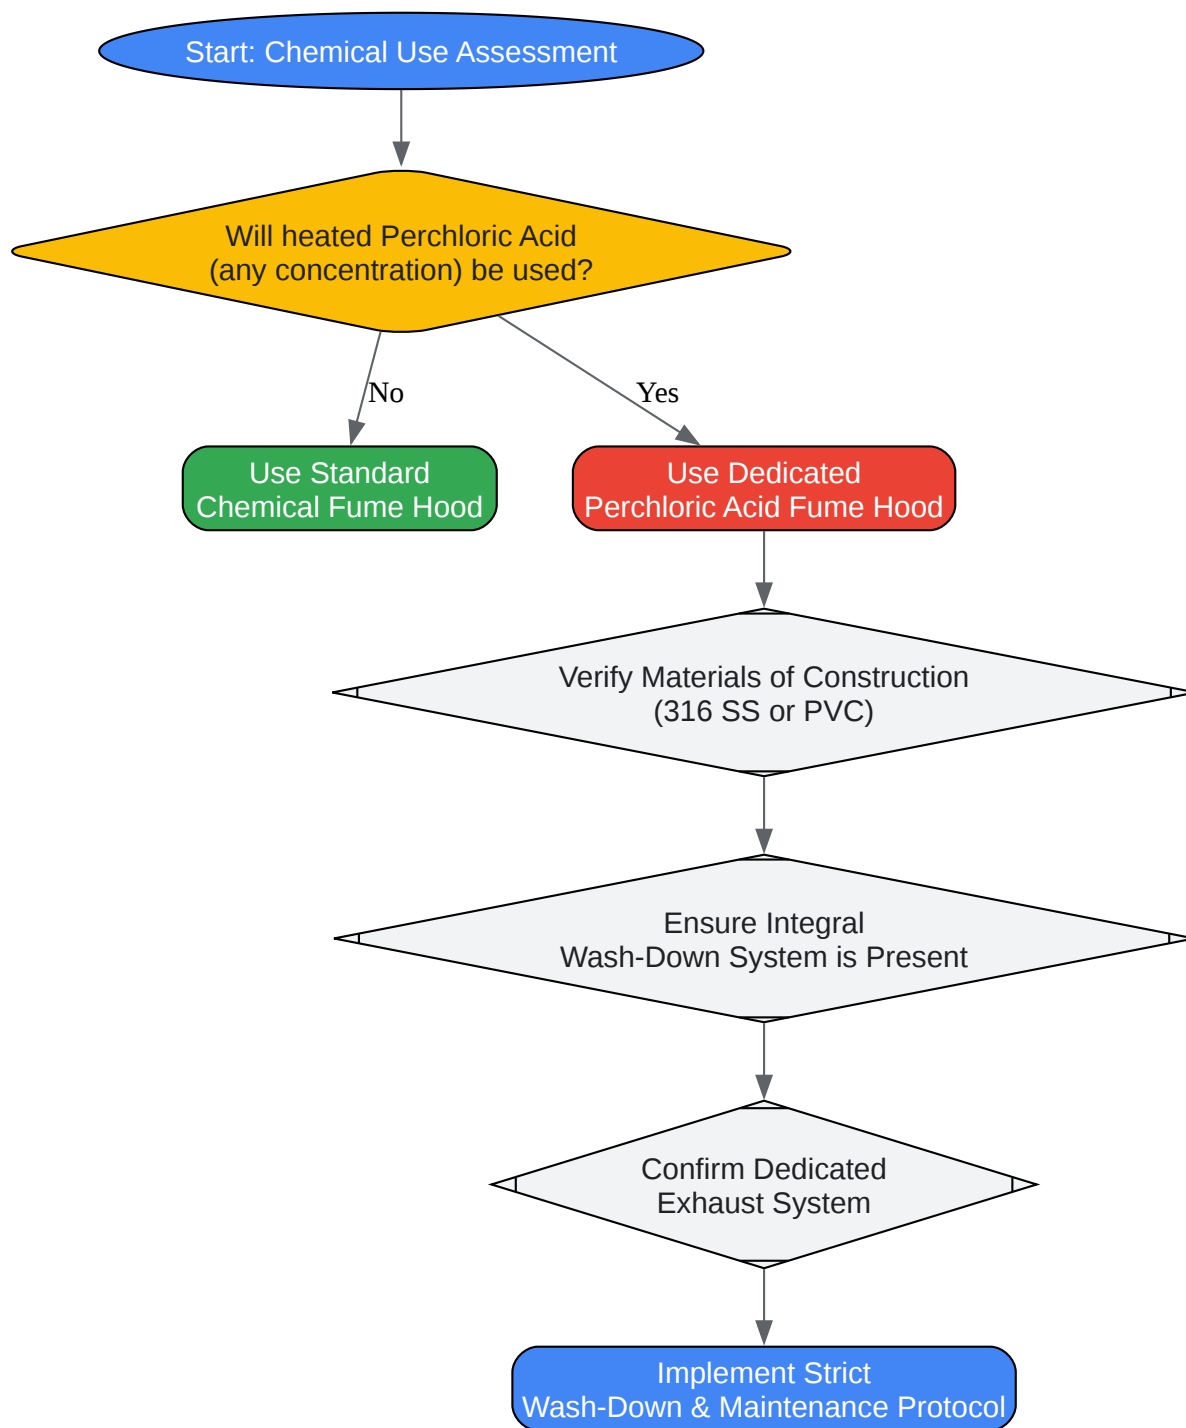 Start: Chemical Use Assessment
Will heated Perchloric Acid
(any concentration) be used?
No
Yes
Use Standard
Chemical Fume Hood
Use Dedicated
Perchloric Acid Fume Hood
Verify Materials of Construction
(316 SS or PVC)
Ensure Integral
Wash-Down System is Present
Confirm Dedicated
Exhaust System
Implement Strict
Wash-Down & Maintenance Protocol